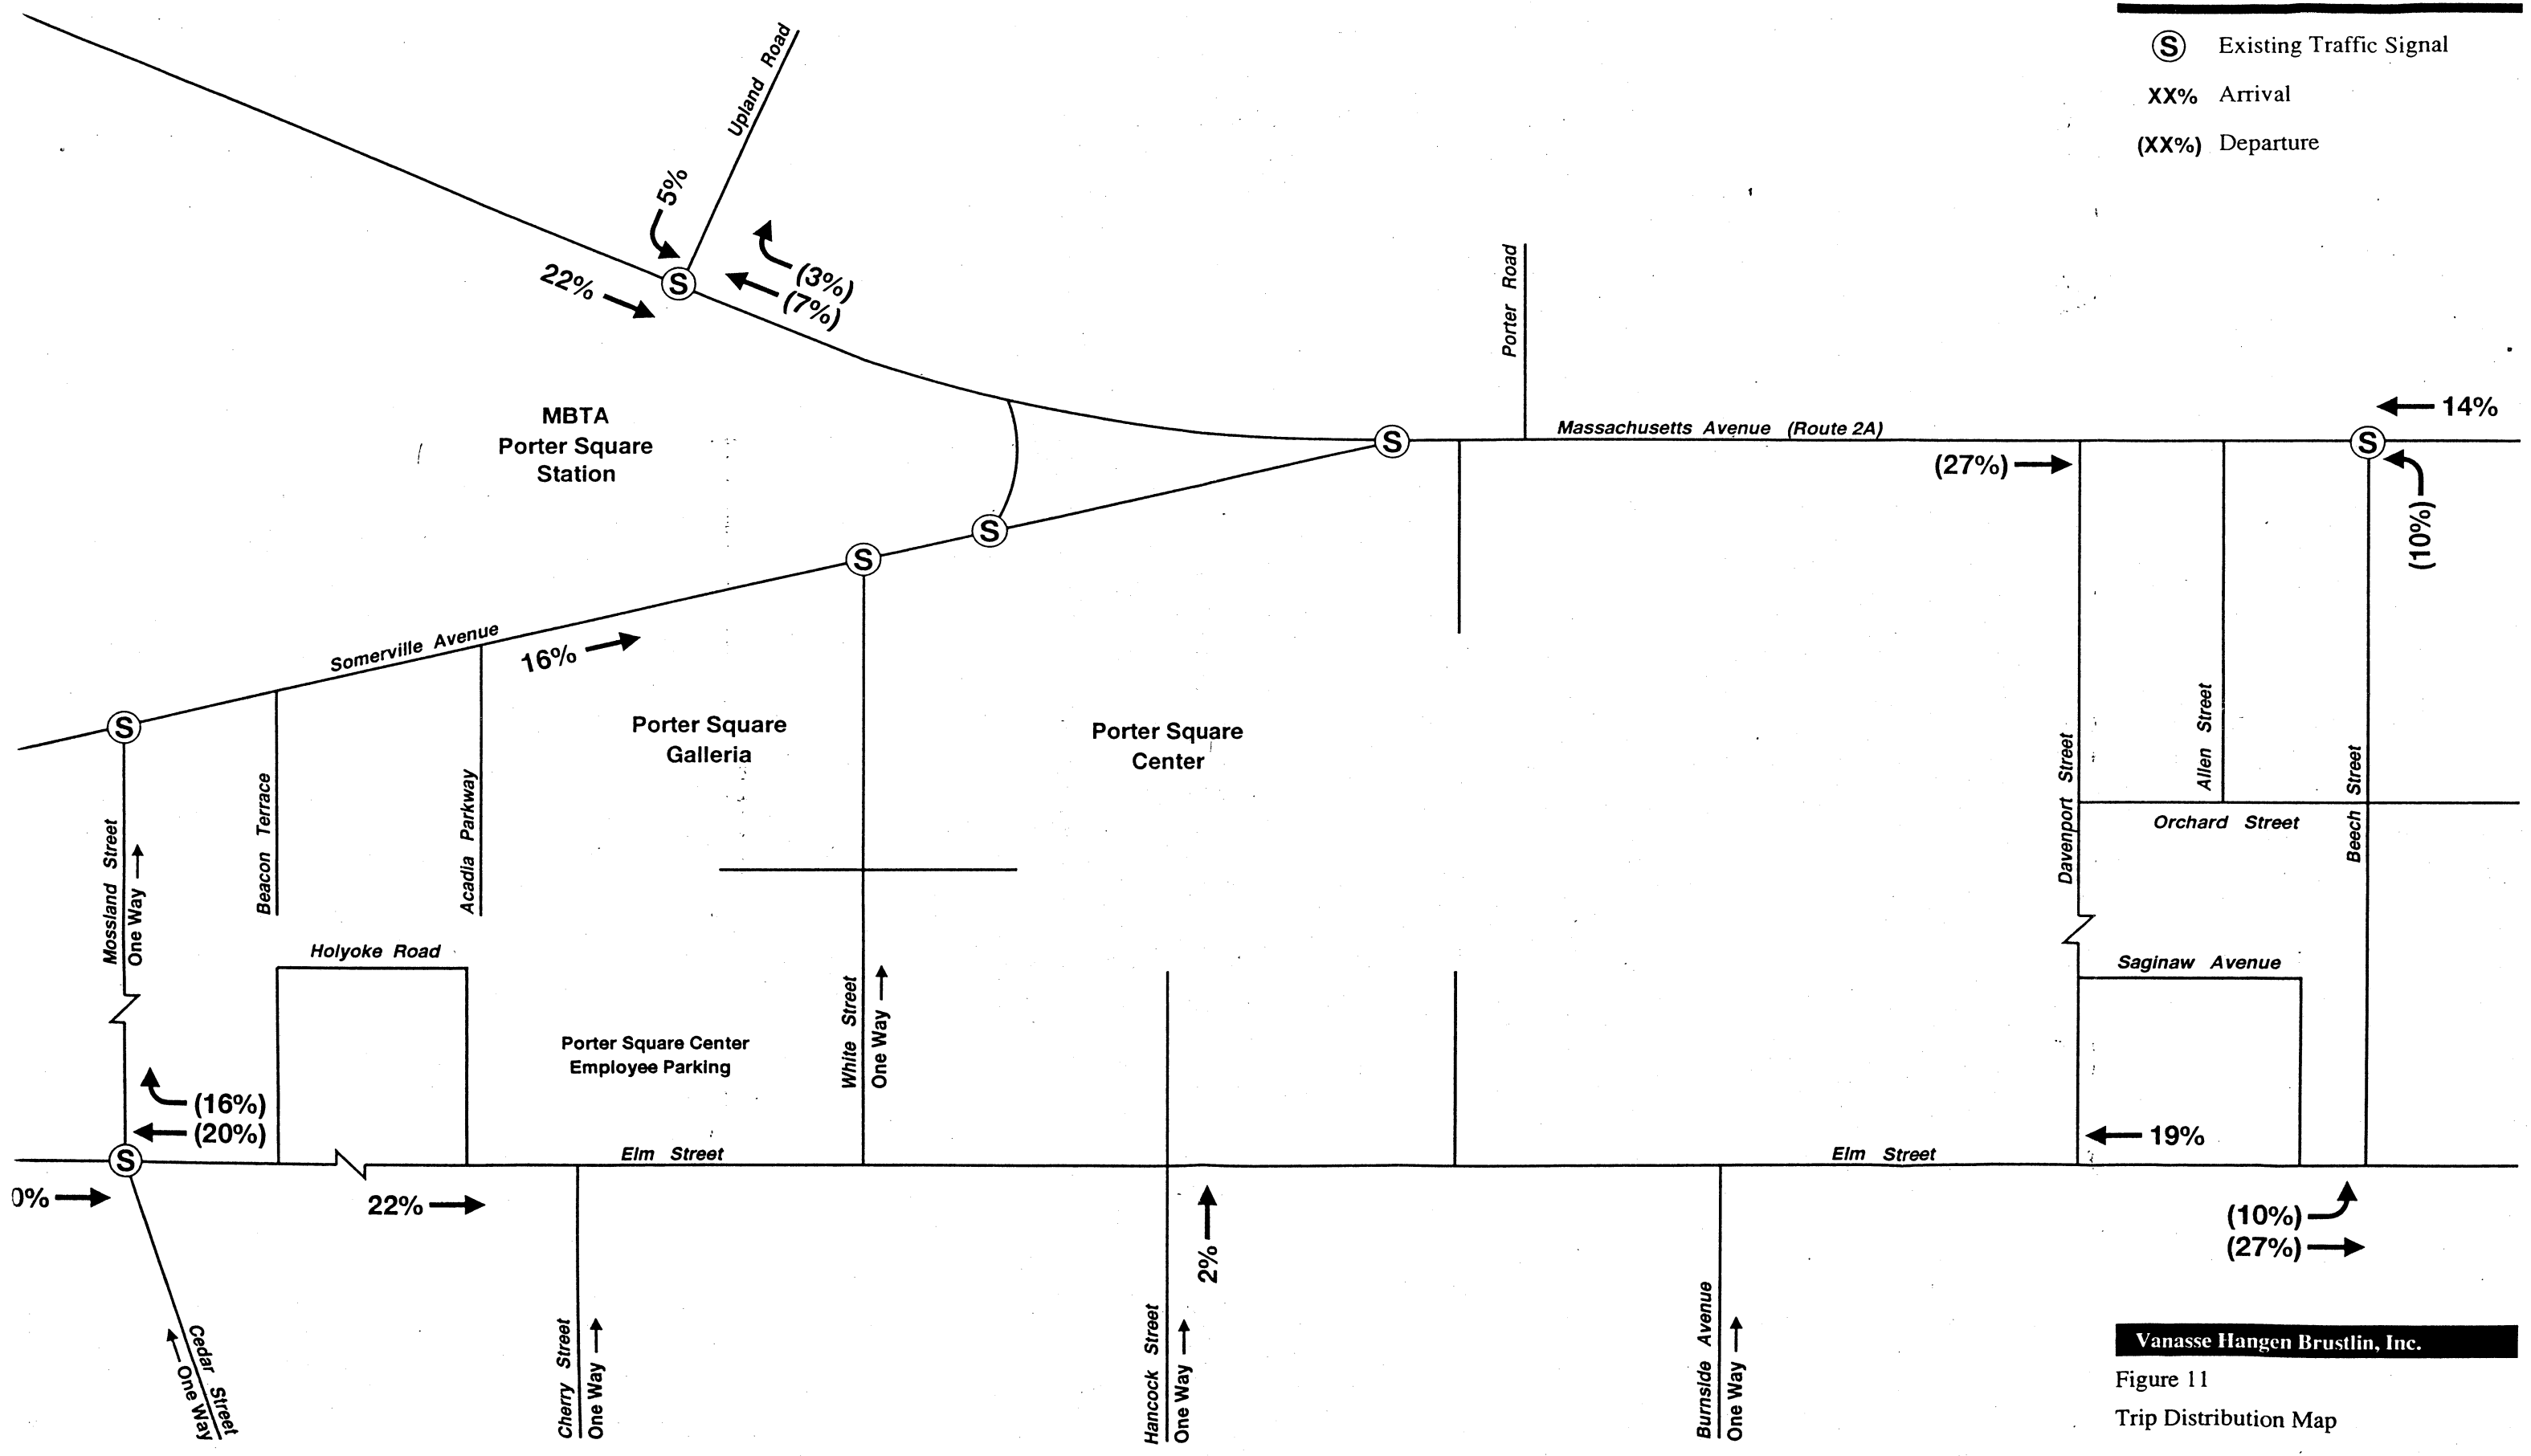 Ⓢ Existing Traffic Signal
XX% Arrival
(XX%) Departure
Upland Road
5%
(3%)
(7%)
22%
Porter Road
MBTA
Porter Square
Station
Massachusetts Avenue (Route 2A)
14%
(27%)
(10%)
S
S
S
S
S
Somerville Avenue
16%
S
Porter Square
Galleria
Porter Square
Center
Mossland Street
One Way
Beacon Terrace
Acadia Parkway
Davenport Street
Allen Street
Beech Street
Orchard Street
Holyoke Road
Saginaw Avenue
White Street
One Way
Porter Square Center
Employee Parking
(16%)
(20%)
S
Elm Street
Elm Street
19%
0%
22%
2%
(10%)
(27%)
Cedar Street
One Way
Cherry Street
One Way
Hancock Street
One Way
Burnside Avenue
One Way
Vanasse Hangen Brustlin, Inc.
Figure 11
Trip Distribution Map